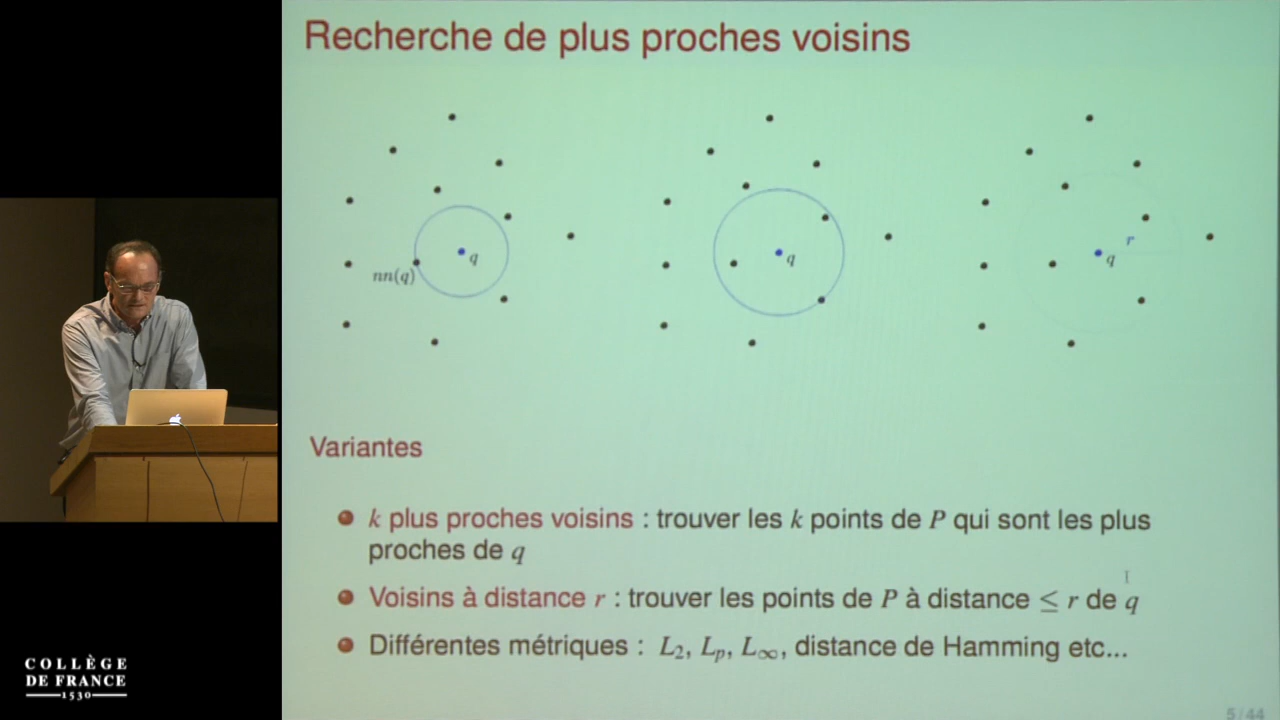 Recherche de plus proches voisins
q
nn(q)
q
r
q
Variantes
k plus proches voisins : trouver les k points de P qui sont les plus
proches de q
Voisins à distance r : trouver les points de P à distance ≤ r de q
Différentes métriques : L2, Lp, L∞, distance de Hamming etc...
5/44
COLLÈGE
DE FRANCE
1530